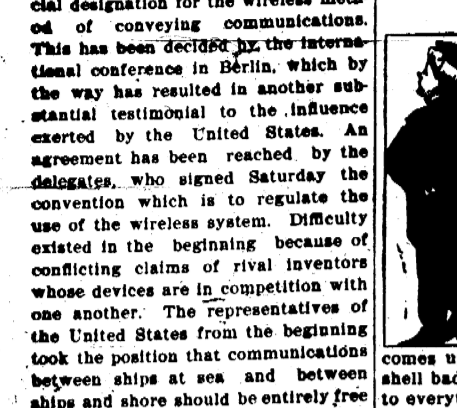 cial designation for the wireless meth-
od of conveying communications.
This has been decided by the interna-
tional conference in Berlin, which by
the way has resulted in another sub-
stantial testimonial to the influence
exerted by the United States. An
agreement has been reached by the
delegates, who signed Saturday the
convention which is to regulate the
use of the wireless system. Difficulty
existed in the beginning because of
conflicting claims of rival inventors
whose devices are in competition with
one another. The representatives of
the United States from the beginning
took the position that communications
between ships at sea and between
ships and shore should be entirely free
comes u
shell bad
to every